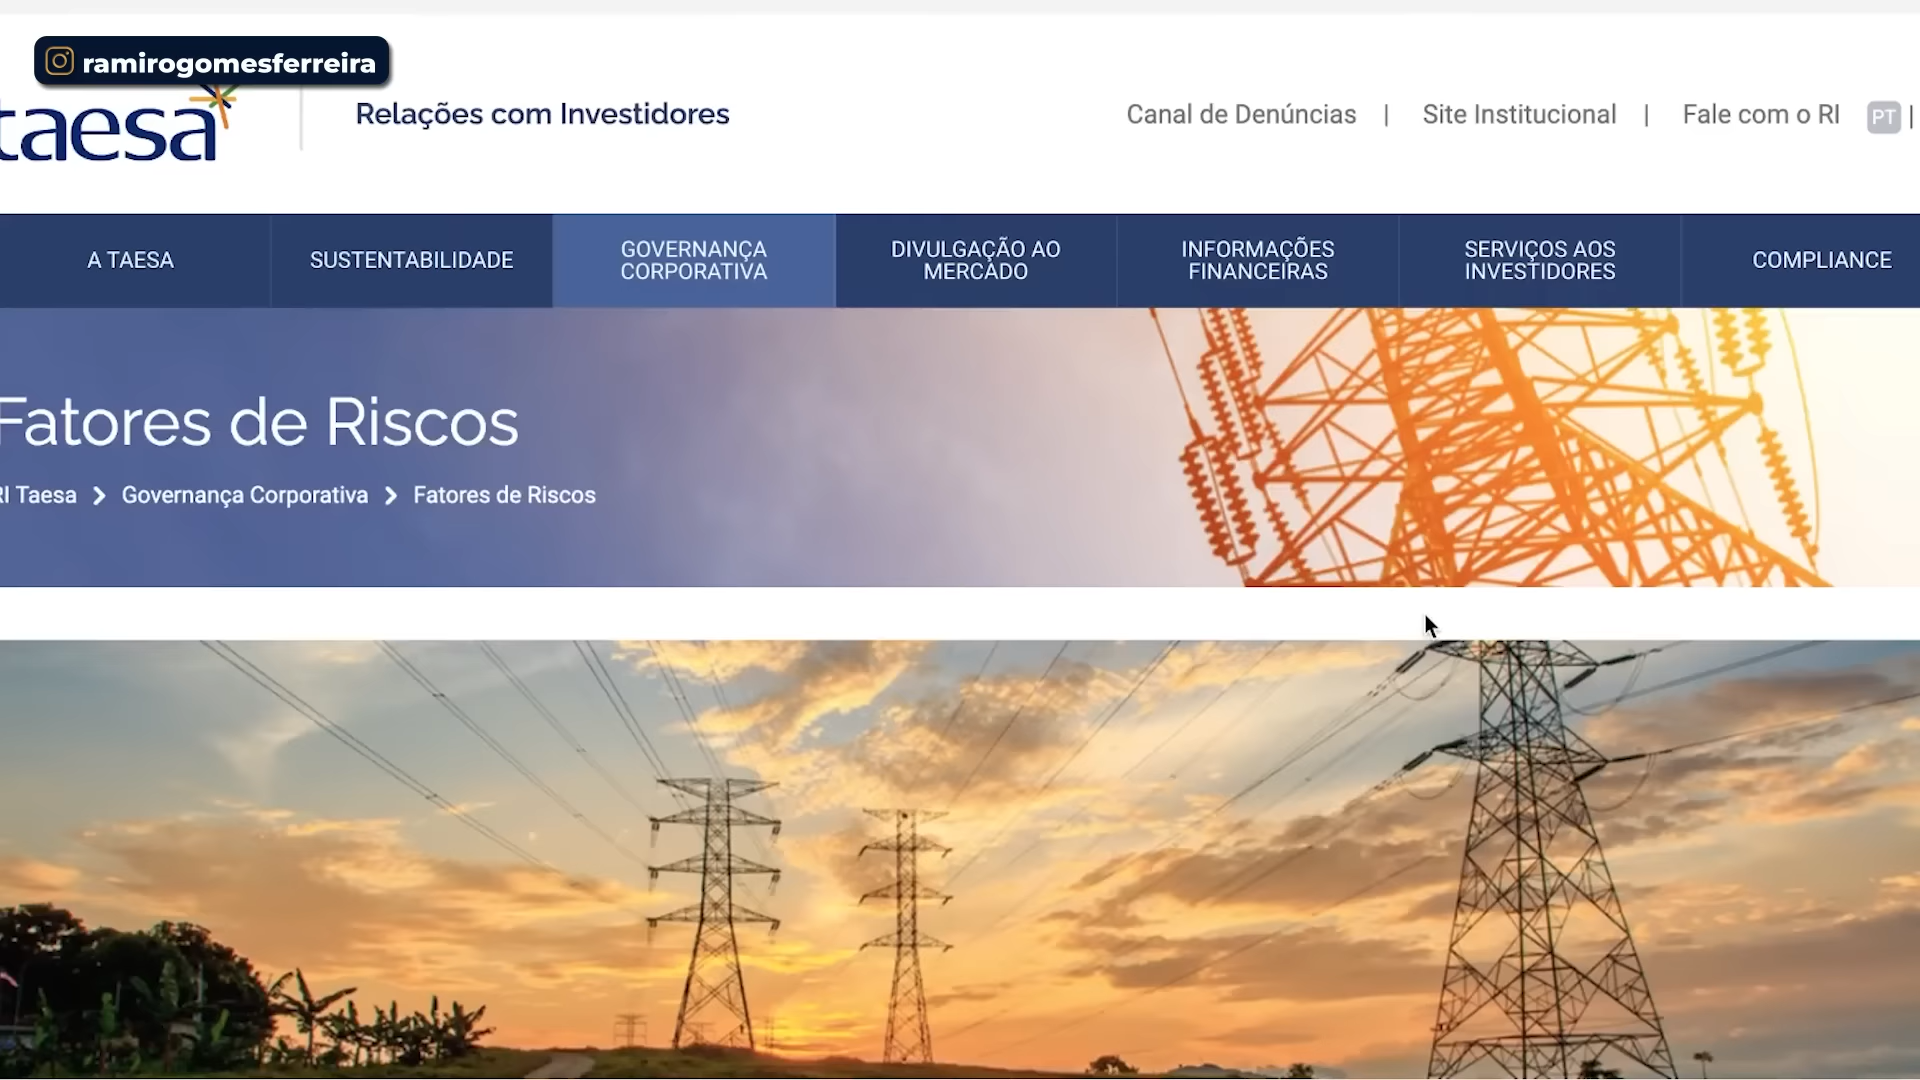 ramirogomesferreira
taesa
Relações com Investidores
Canal de Denúncias | Site Institucional | Fale com o RI PT |
A TAESA
SUSTENTABILIDADE
GOVERNANÇA
CORPORATIVA
DIVULGAÇÃO AO
MERCADO
INFORMAÇÕES
FINANCEIRAS
SERVIÇOS AOS
INVESTIDORES
COMPLIANCE
Fatores de Riscos
RI Taesa > Governança Corporativa > Fatores de Riscos